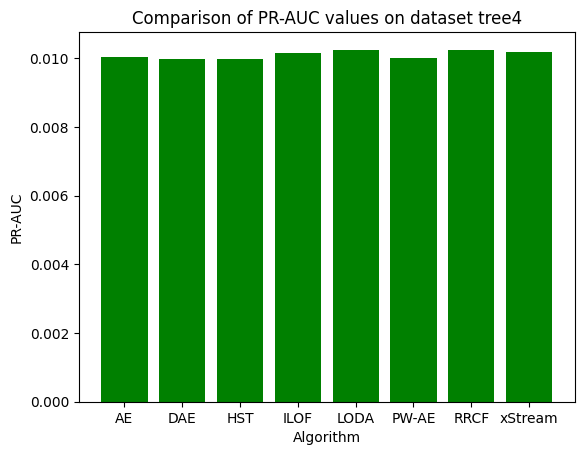 Comparison of PR-AUC values on dataset tree4
0.010
0.008
0.006
0.004
0.002
0.000
PR-AUC
AE DAE HST ILOF LODA PW-AE RRCF xStream
Algorithm